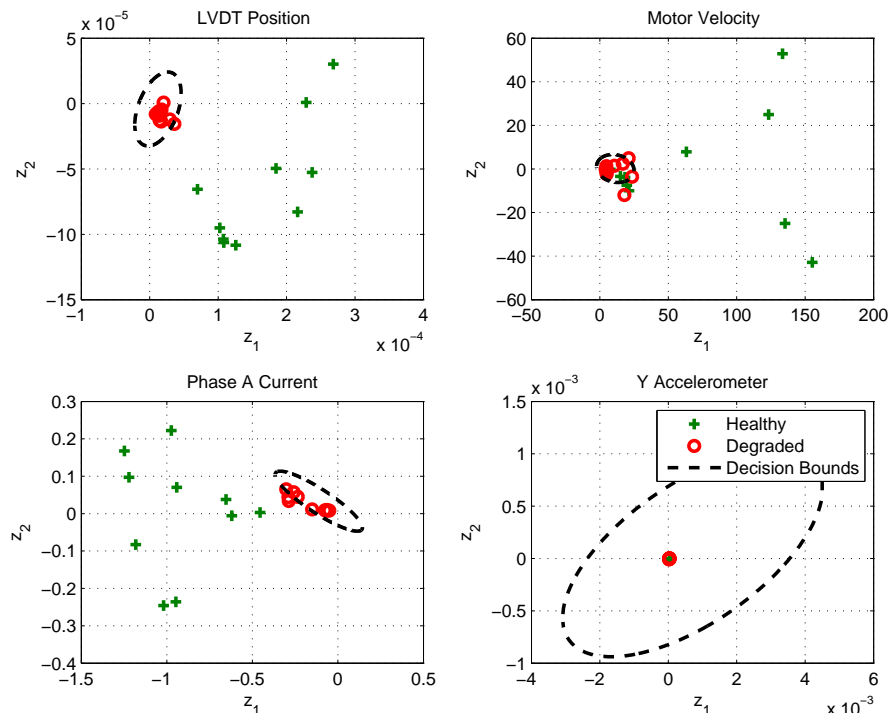 LVDT Position
x 10⁻⁵
5
0
−5
−10
−15
−1
0
1
2
3
4
x 10⁻⁴
z₁
z₂
Motor Velocity
60
40
20
0
−20
−40
−60
−50
0
50
100
150
200
z₁
z₂
Phase A Current
0.3
0.2
0.1
0
−0.1
−0.2
−0.3
−0.4
−1.5
−1
−0.5
0
0.5
z₁
z₂
Y Accelerometer
x 10⁻³
1.5
1
0.5
0
−0.5
−1
−4
−2
0
2
4
6
x 10⁻³
z₁
z₂
Healthy
Degraded
Decision Bounds